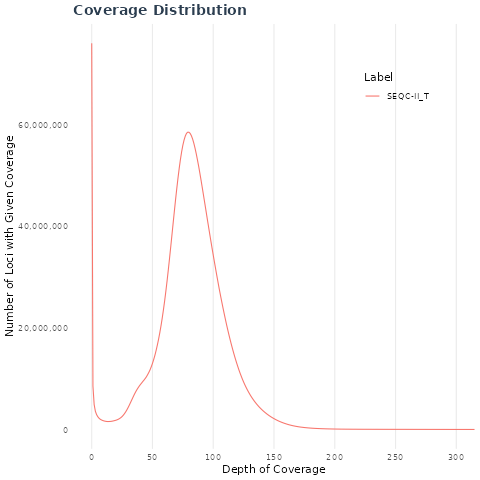 Coverage Distribution
Label
SEQC-II_T
Number of Loci with Given Coverage
60,000,000
40,000,000
20,000,000
0
0 50 100 150 200 250 300
Depth of Coverage